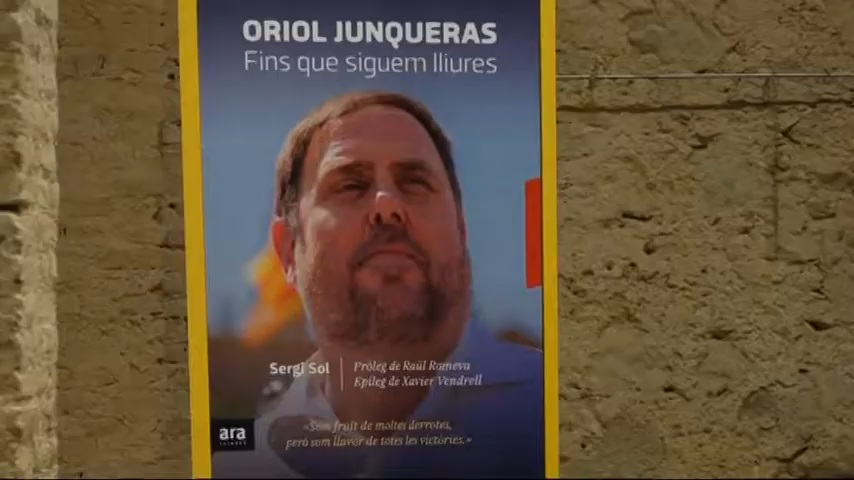 ORIOL JUNQUERAS
Fins que siguem lliures
Sergi Sol
Pròleg de Raül Romeva
Epíleg de Xavier Vendrell
«Som fruit de moltes derrotes,
però som llavor de totes les victòries.»
ara
LLIBRES